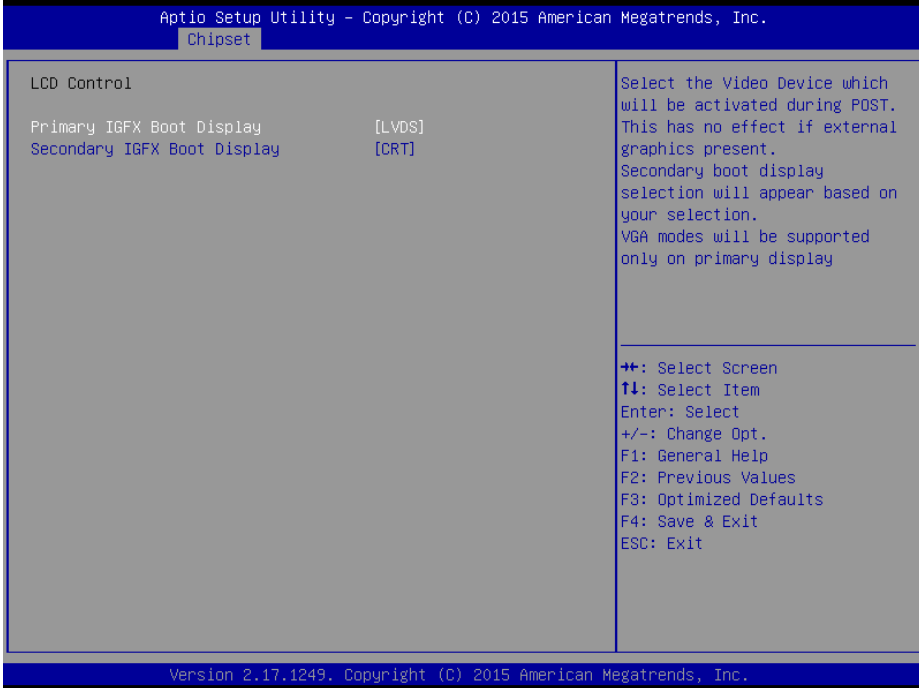 Aptio Setup Utility – Copyright (C) 2015 American Megatrends, Inc.
Chipset
LCD Control
Primary IGFX Boot Display [LVDS]
Secondary IGFX Boot Display [CRT]
Select the Video Device which
will be activated during POST.
This has no effect if external
graphics present.
Secondary boot display
selection will appear based on
your selection.
VGA modes will be supported
only on primary display
→←: Select Screen
↑↓: Select Item
Enter: Select
+/-: Change Opt.
F1: General Help
F2: Previous Values
F3: Optimized Defaults
F4: Save & Exit
ESC: Exit
Version 2.17.1249. Copyright (C) 2015 American Megatrends, Inc.